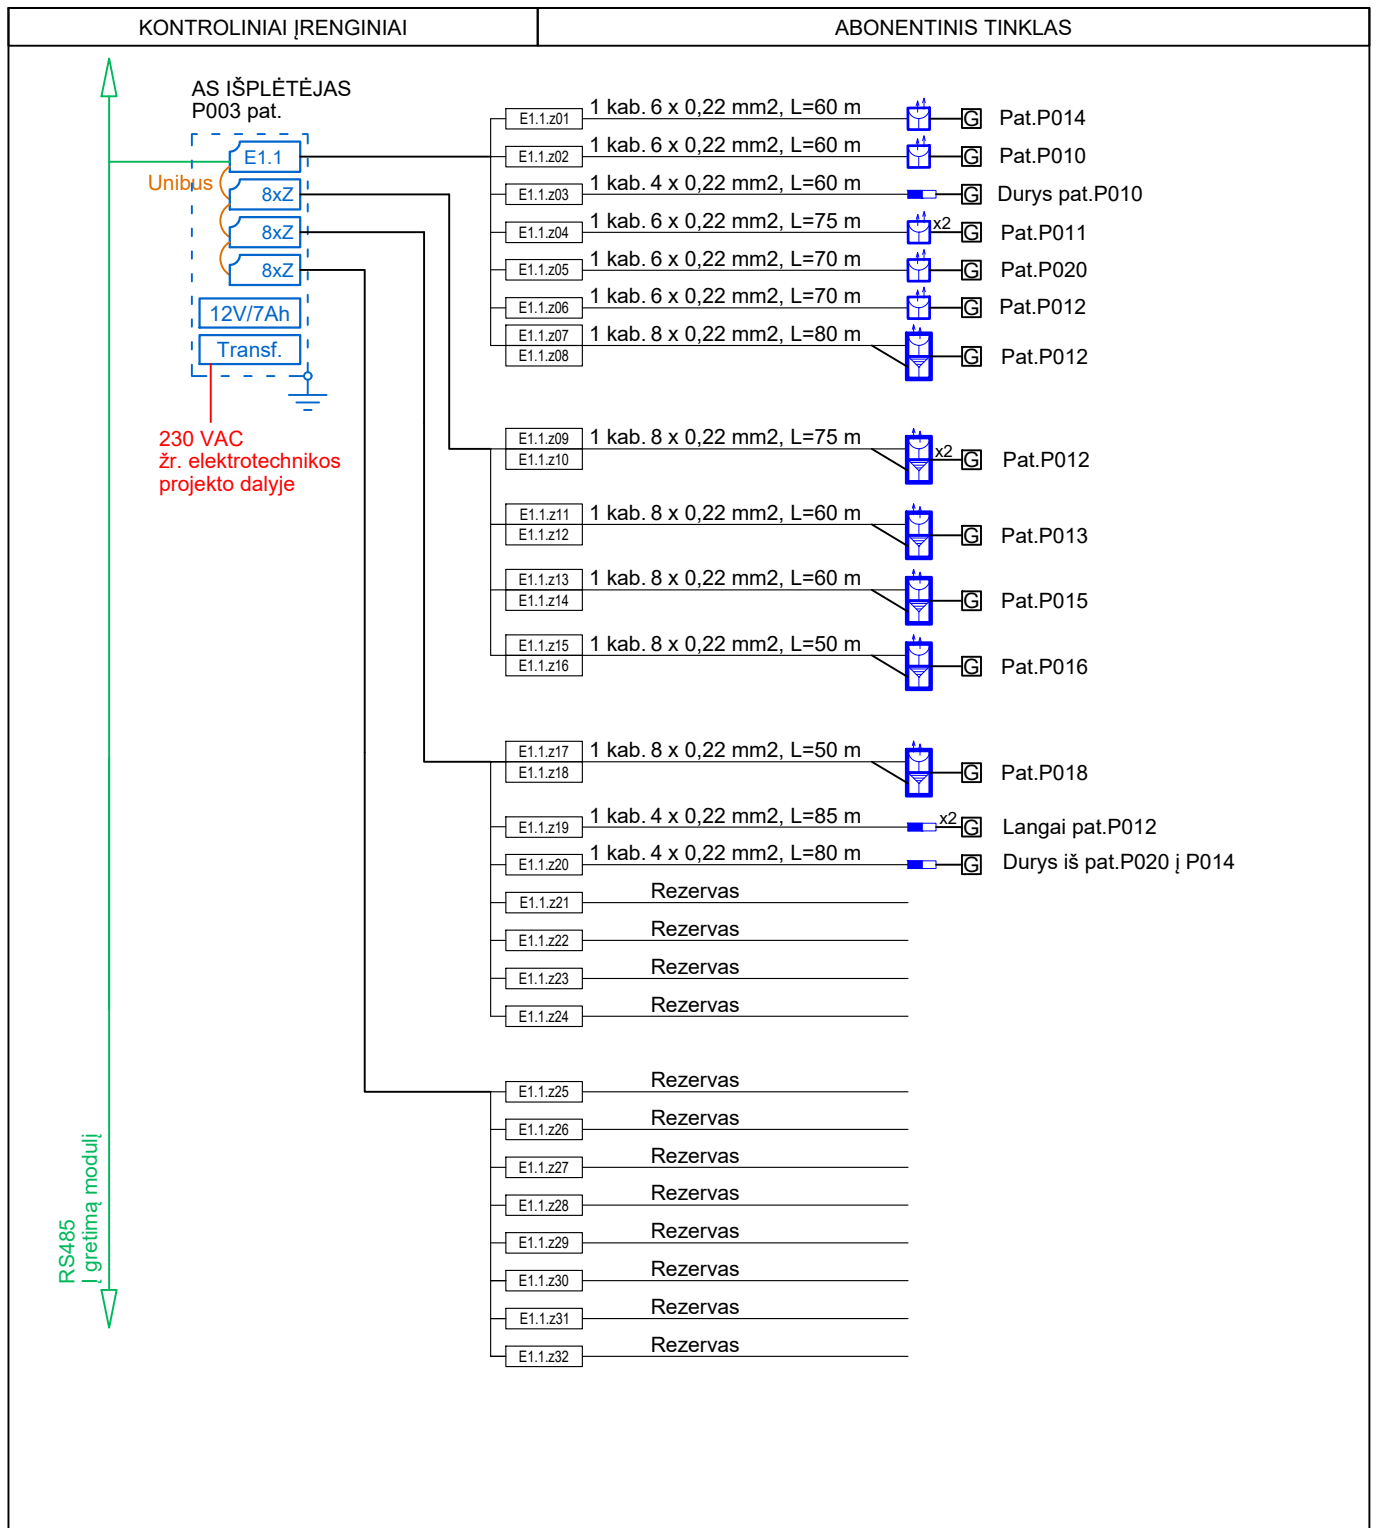 KONTROLINIAI ĮRENGINIAI
ABONENTINIS TINKLAS
AS IŠPLĖTĖJAS
P003 pat.
E1.1
Unibus
8xZ
8xZ
8xZ
12V/7Ah
Transf.
230 VAC
žr. elektrotechnikos
projekto dalyje
RS485
Į gretimą modulį
E1.1.z01 1 kab. 6 x 0,22 mm2, L=60 m G Pat.P014
E1.1.z02 1 kab. 6 x 0,22 mm2, L=60 m G Pat.P010
E1.1.z03 1 kab. 4 x 0,22 mm2, L=60 m G Durys pat.P010
E1.1.z04 1 kab. 6 x 0,22 mm2, L=75 m x2 G Pat.P011
E1.1.z05 1 kab. 6 x 0,22 mm2, L=70 m G Pat.P020
E1.1.z06 1 kab. 6 x 0,22 mm2, L=70 m G Pat.P012
E1.1.z07 1 kab. 8 x 0,22 mm2, L=80 m
E1.1.z08 G Pat.P012
E1.1.z09 1 kab. 8 x 0,22 mm2, L=75 m
E1.1.z10 x2 G Pat.P012
E1.1.z11 1 kab. 8 x 0,22 mm2, L=60 m
E1.1.z12 G Pat.P013
E1.1.z13 1 kab. 8 x 0,22 mm2, L=60 m
E1.1.z14 G Pat.P015
E1.1.z15 1 kab. 8 x 0,22 mm2, L=50 m
E1.1.z16 G Pat.P016
E1.1.z17 1 kab. 8 x 0,22 mm2, L=50 m
E1.1.z18 G Pat.P018
E1.1.z19 1 kab. 4 x 0,22 mm2, L=85 m x2 G Langai pat.P012
E1.1.z20 1 kab. 4 x 0,22 mm2, L=80 m G Durys iš pat.P020 į P014
E1.1.z21 Rezervas
E1.1.z22 Rezervas
E1.1.z23 Rezervas
E1.1.z24 Rezervas
E1.1.z25 Rezervas
E1.1.z26 Rezervas
E1.1.z27 Rezervas
E1.1.z28 Rezervas
E1.1.z29 Rezervas
E1.1.z30 Rezervas
E1.1.z31 Rezervas
E1.1.z32 Rezervas